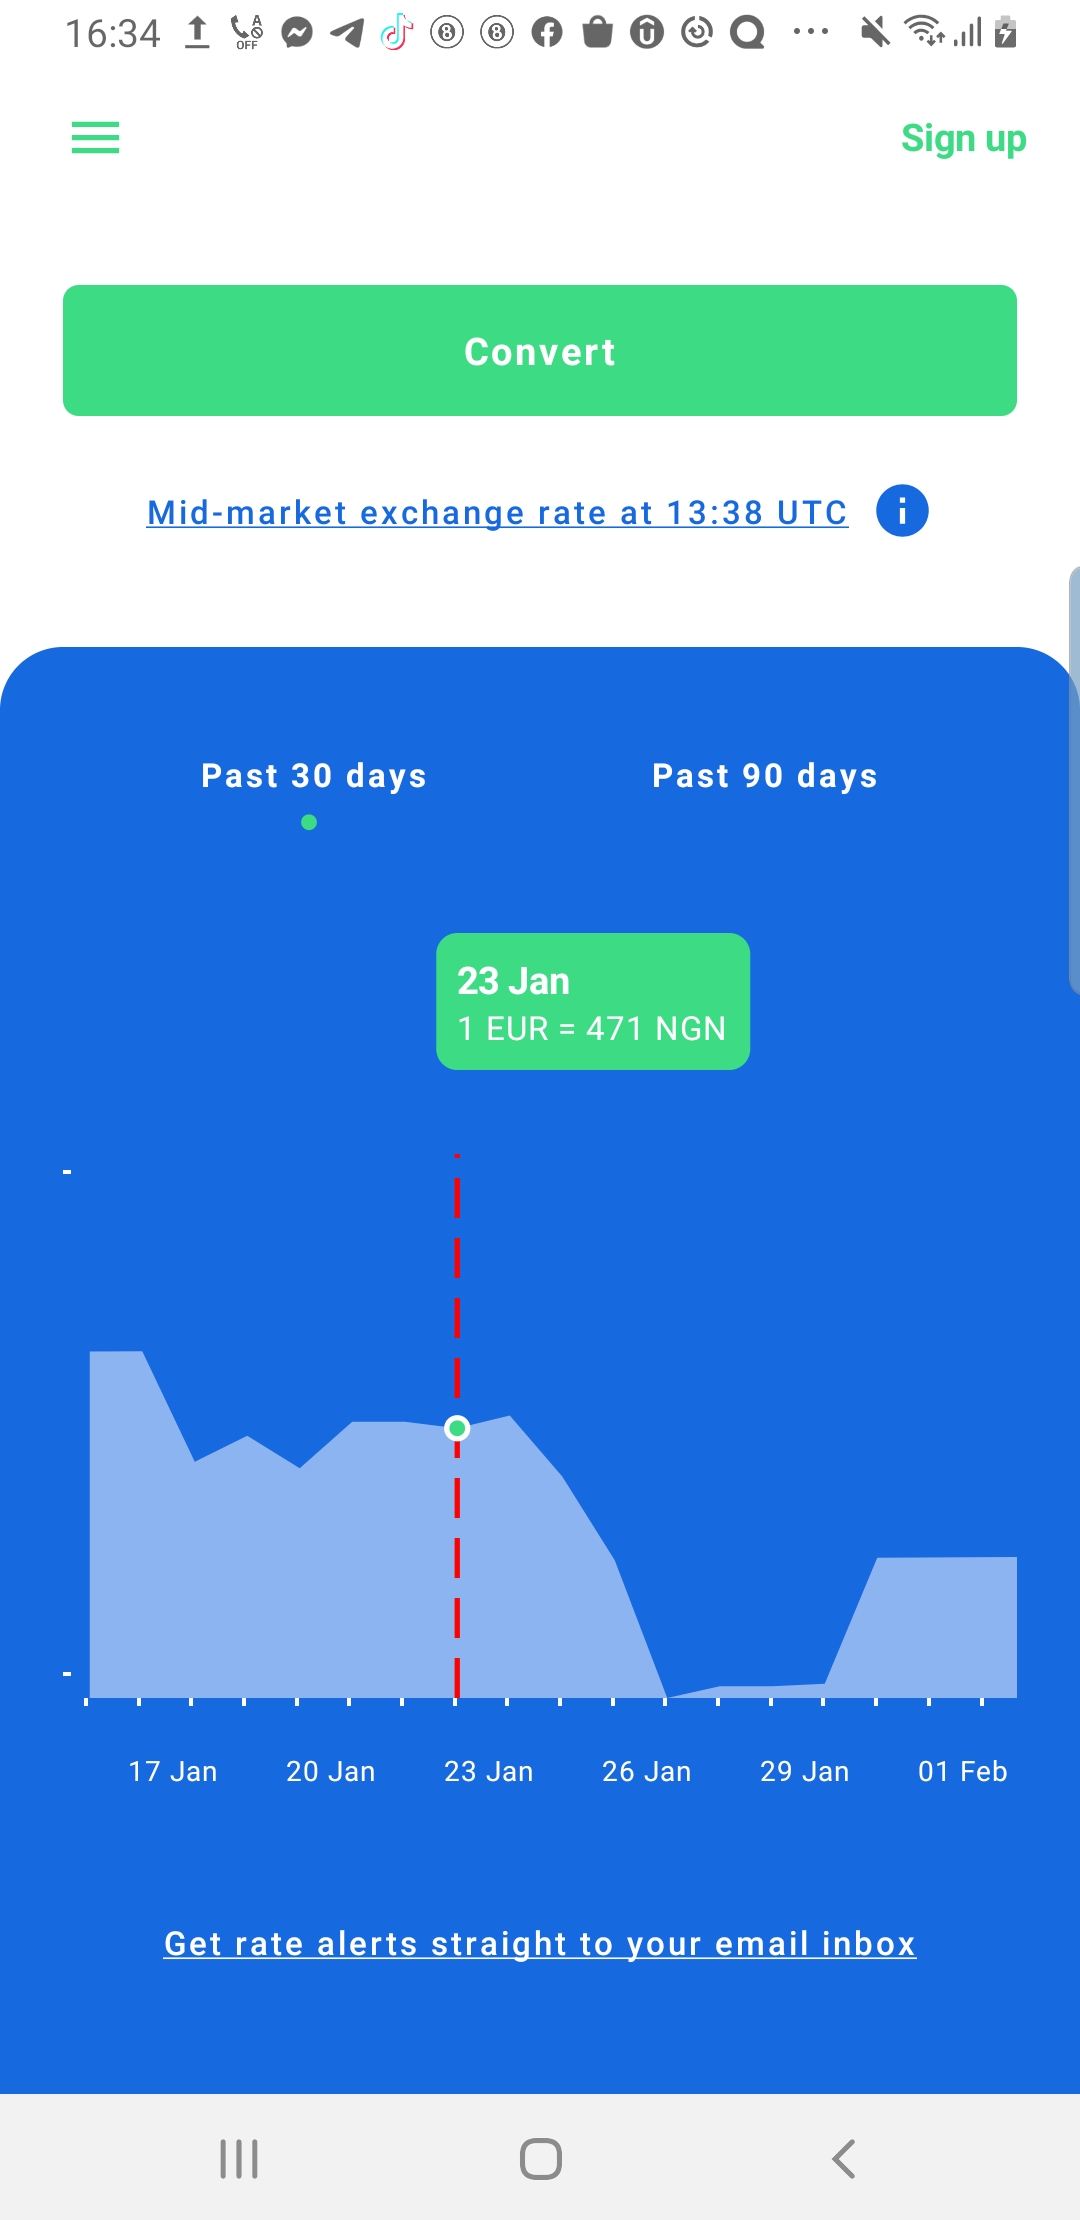 16:34
A
OFF
Sign up
Convert
Mid-market exchange rate at 13:38 UTC
Past 30 days
Past 90 days
23 Jan
1 EUR = 471 NGN
17 Jan
20 Jan
23 Jan
26 Jan
29 Jan
01 Feb
Get rate alerts straight to your email inbox